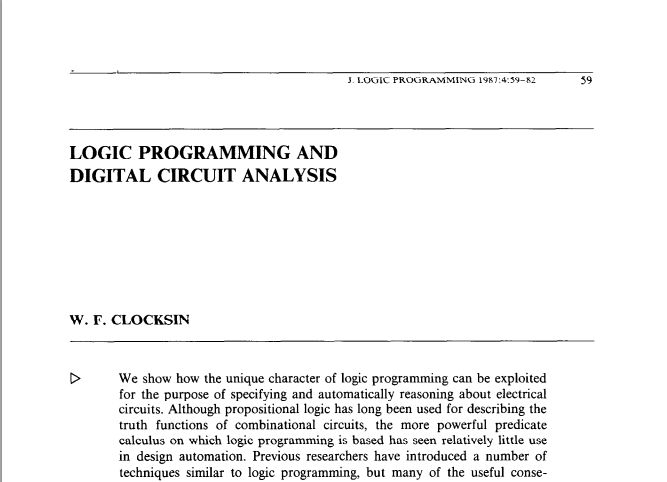 J. LOGIC PROGRAMMING 1987:4:59–82 59
LOGIC PROGRAMMING AND
DIGITAL CIRCUIT ANALYSIS
W. F. CLOCKSIN
▷ We show how the unique character of logic programming can be exploited
for the purpose of specifying and automatically reasoning about electrical
circuits. Although propositional logic has long been used for describing the
truth functions of combinational circuits, the more powerful predicate
calculus on which logic programming is based has seen relatively little use
in design automation. Previous researchers have introduced a number of
techniques similar to logic programming, but many of the useful conse-